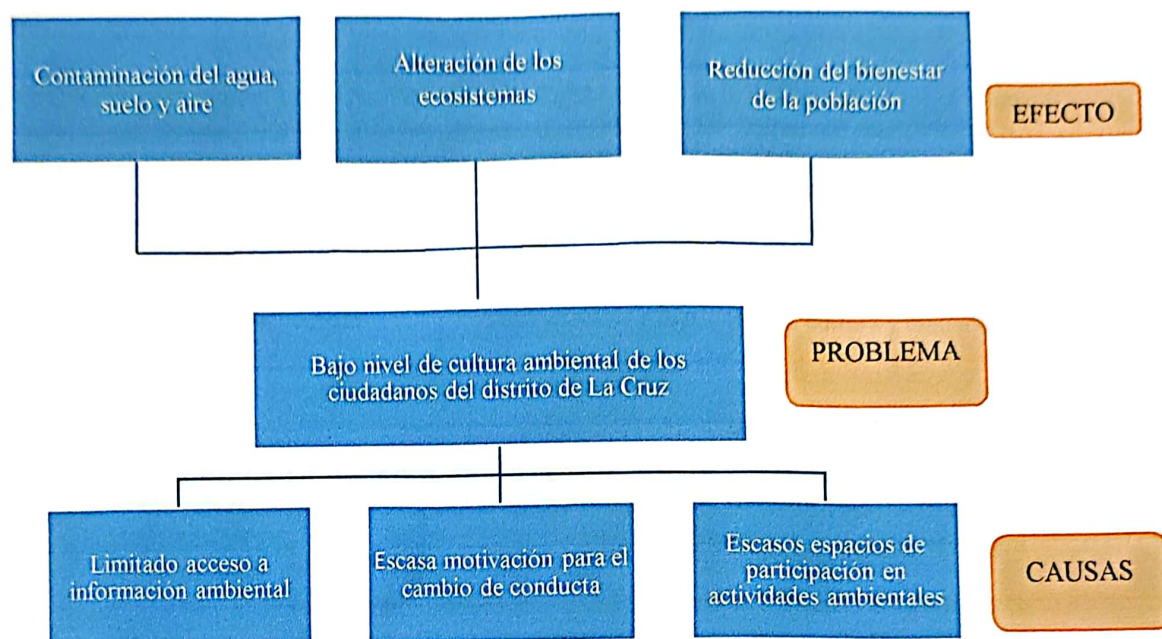 Contaminación del agua,
suelo y aire
Alteración de los
ecosistemas
Reducción del bienestar
de la población
EFECTO
Bajo nivel de cultura ambiental de los
ciudadanos del distrito de La Cruz
PROBLEMA
Limitado acceso a
información ambiental
Escasa motivación para el
cambio de conducta
Escasos espacios de
participación en
actividades ambientales
CAUSAS